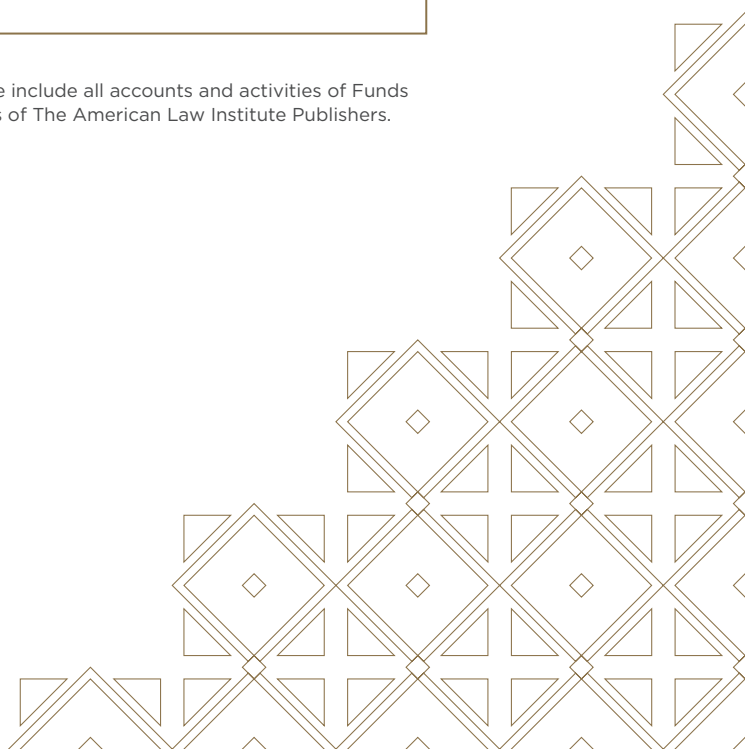 include all accounts and activities of Funds
of The American Law Institute Publishers.